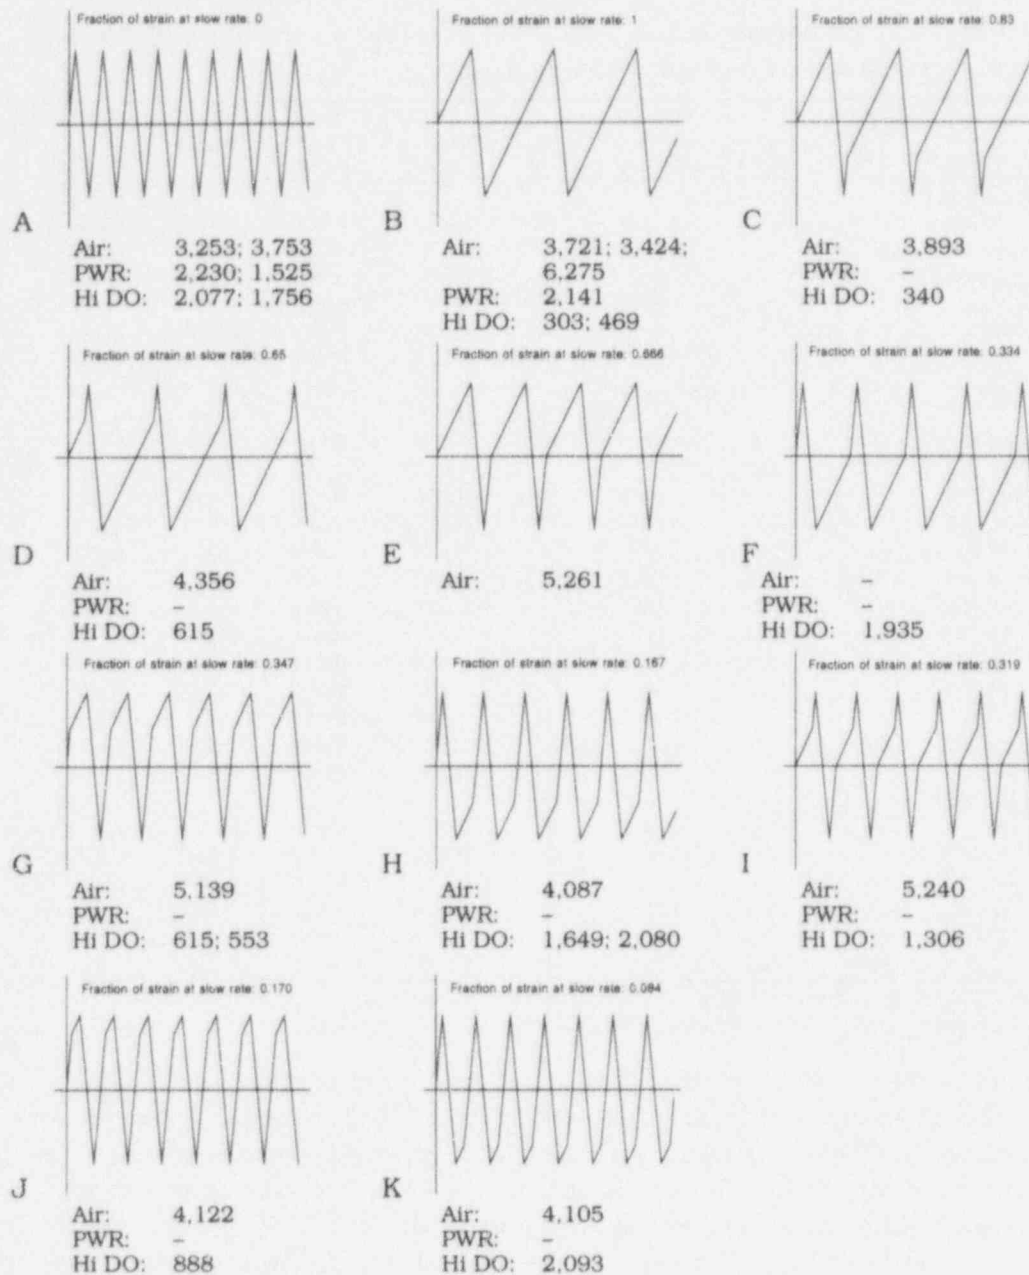 Fraction of strain at slow rate: 0
A
Air: 3,253; 3,753
PWR: 2,230; 1,525
Hi DO: 2,077; 1,756
Fraction of strain at slow rate: 1
B
Air: 3,721; 3,424;
6,275
PWR: 2,141
Hi DO: 303; 469
Fraction of strain at slow rate: 0.83
C
Air: 3,893
PWR: –
Hi DO: 340
Fraction of strain at slow rate: 0.65
D
Air: 4,356
PWR: –
Hi DO: 615
Fraction of strain at slow rate: 0.666
E
Air: 5,261
Fraction of strain at slow rate: 0.334
F
Air: –
PWR: –
Hi DO: 1,935
Fraction of strain at slow rate: 0.347
G
Air: 5,139
PWR: –
Hi DO: 615; 553
Fraction of strain at slow rate: 0.167
H
Air: 4,087
PWR: –
Hi DO: 1,649; 2,080
Fraction of strain at slow rate: 0.319
I
Air: 5,240
PWR: –
Hi DO: 1,306
Fraction of strain at slow rate: 0.170
J
Air: 4,122
PWR: –
Hi DO: 888
Fraction of strain at slow rate: 0.084
K
Air: 4,105
PWR: –
Hi DO: 2,093